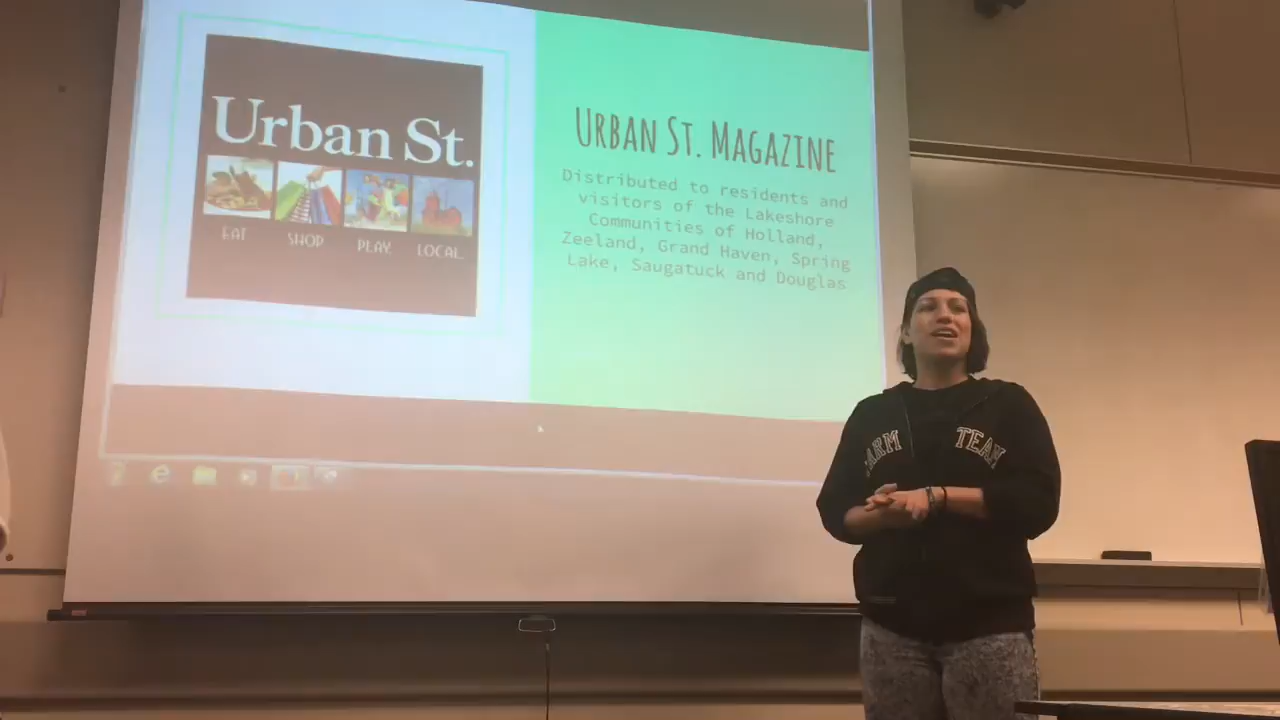 Urban St.
EAT SHOP PLAY LOCAL
URBAN ST. MAGAZINE
Distributed to residents and
visitors of the Lakeshore
Communities of Holland,
Zeeland, Grand Haven, Spring
Lake, Saugatuck and Douglas
TEAM